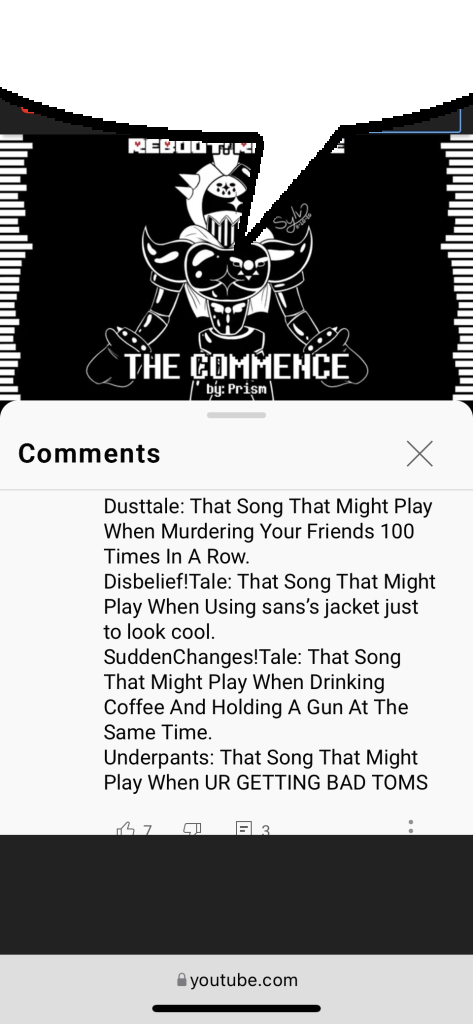 THE COMMENCE
by: Prism
Comments
Dusttale: That Song That Might Play
When Murdering Your Friends 100
Times In A Row.
Disbelief!Tale: That Song That Might
Play When Using sans's jacket just
to look cool.
SuddenChanges!Tale: That Song
That Might Play When Drinking
Coffee And Holding A Gun At The
Same Time.
Underpants: That Song That Might
Play When UR GETTING BAD TOMS
7
3
youtube.com